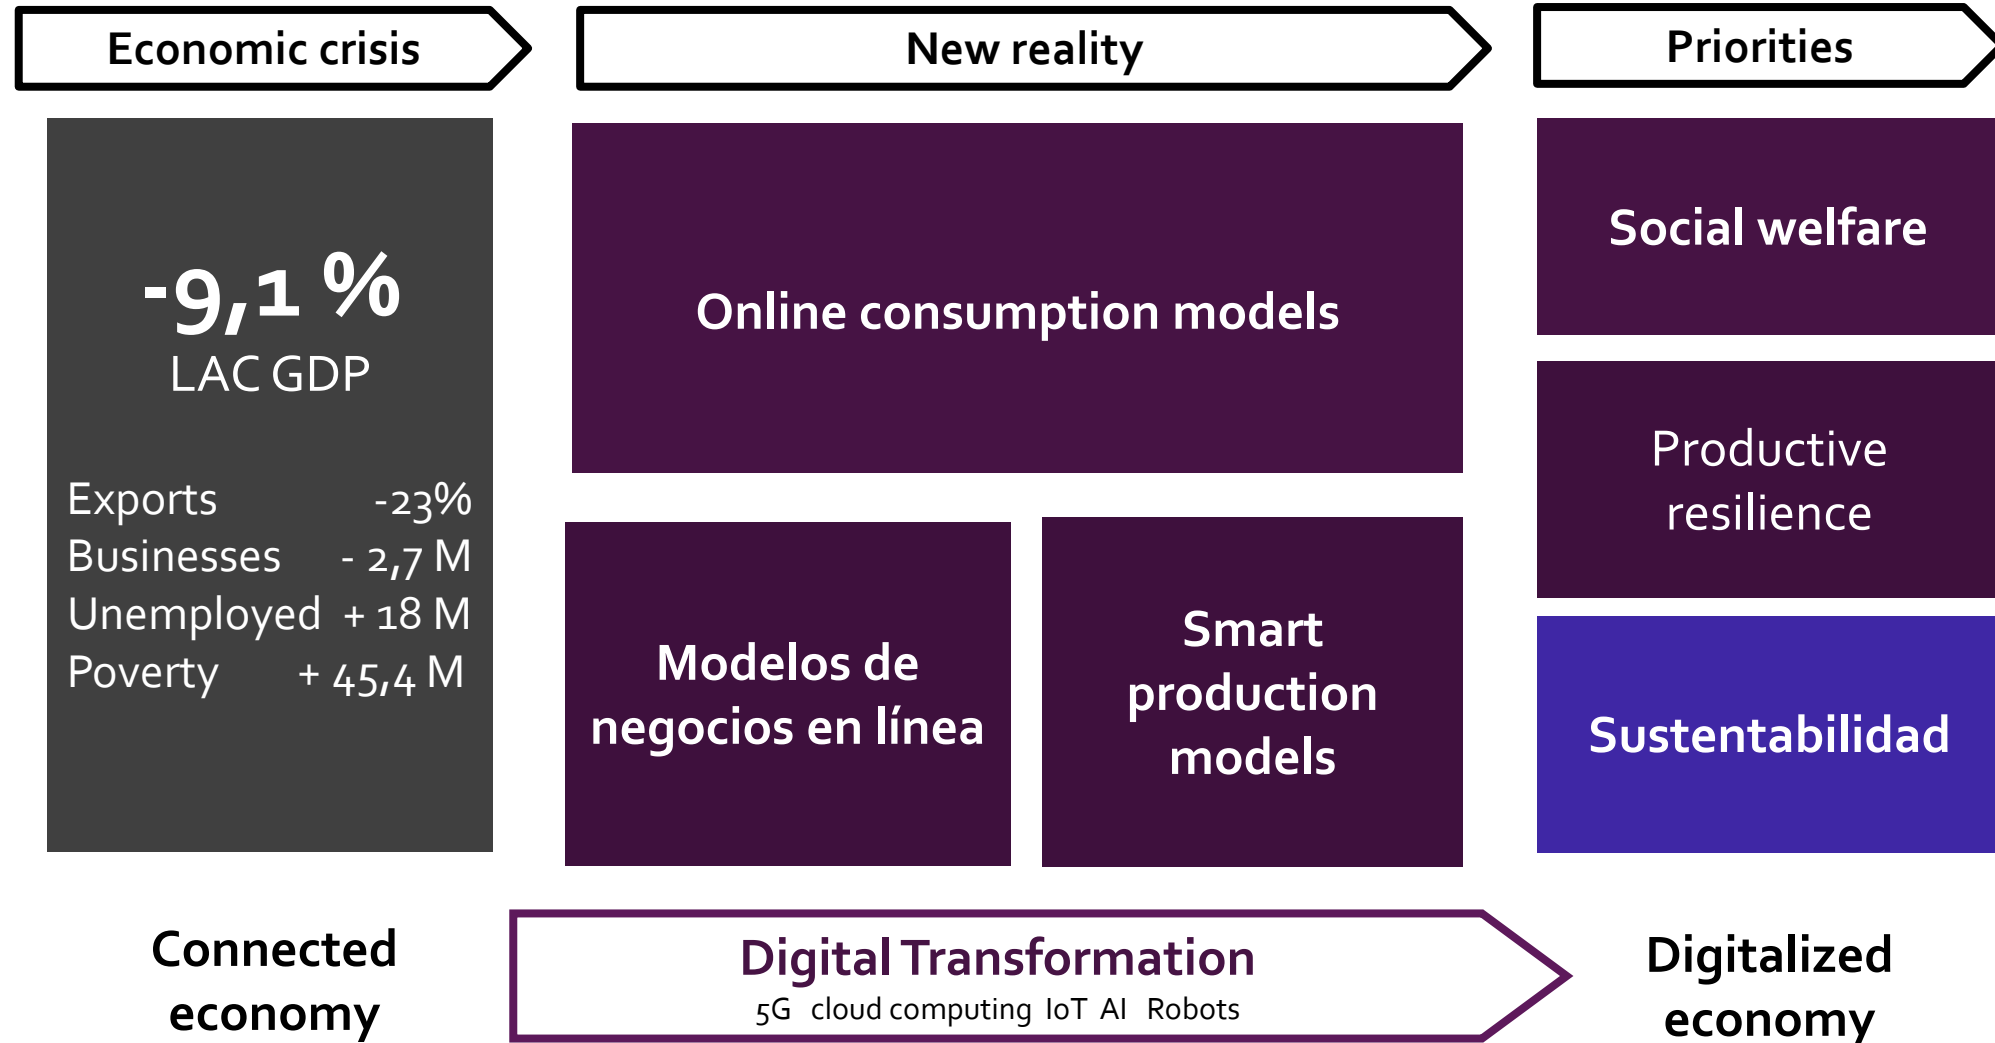 Economic crisis
New reality
Priorities
-9,1 %
LAC GDP
Exports -23%
Businesses - 2,7 M
Unemployed + 18 M
Poverty + 45,4 M
Online consumption models
Modelos de
negocios en línea
Smart
production
models
Social welfare
Productive
resilience
Sustentabilidad
Connected
economy
Digital Transformation
5G cloud computing IoT AI Robots
Digitalized
economy